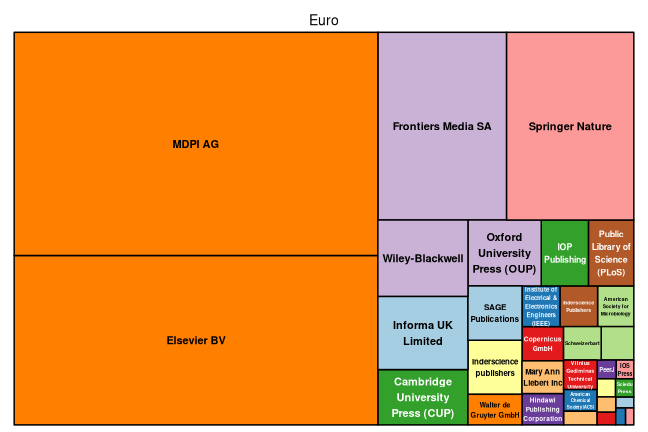 Euro
MDPI AG
Elsevier BV
Frontiers Media SA
Springer Nature
Wiley-Blackwell
Oxford
University
Press (OUP)
IOP
Publishing
Public
Library of
Science
(PLoS)
Informa UK
Limited
Cambridge
University
Press (CUP)
SAGE
Publications
Inderscience
publishers
Walter de
Gruyter GmbH
Institute of
Electrical &
Electronics
Engineers
(IEEE)
Inderscience
Publishers
American
Society for
Microbiology
Copernicus
GmbH
Schweizerbart
Mary Ann
Liebert Inc
Vilnius
Gediminas
Technical
University
PeerJ
IOS
Press
Hindawi
Publishing
Corporation
American
Chemical
Society (ACS)
Sciedu
Press